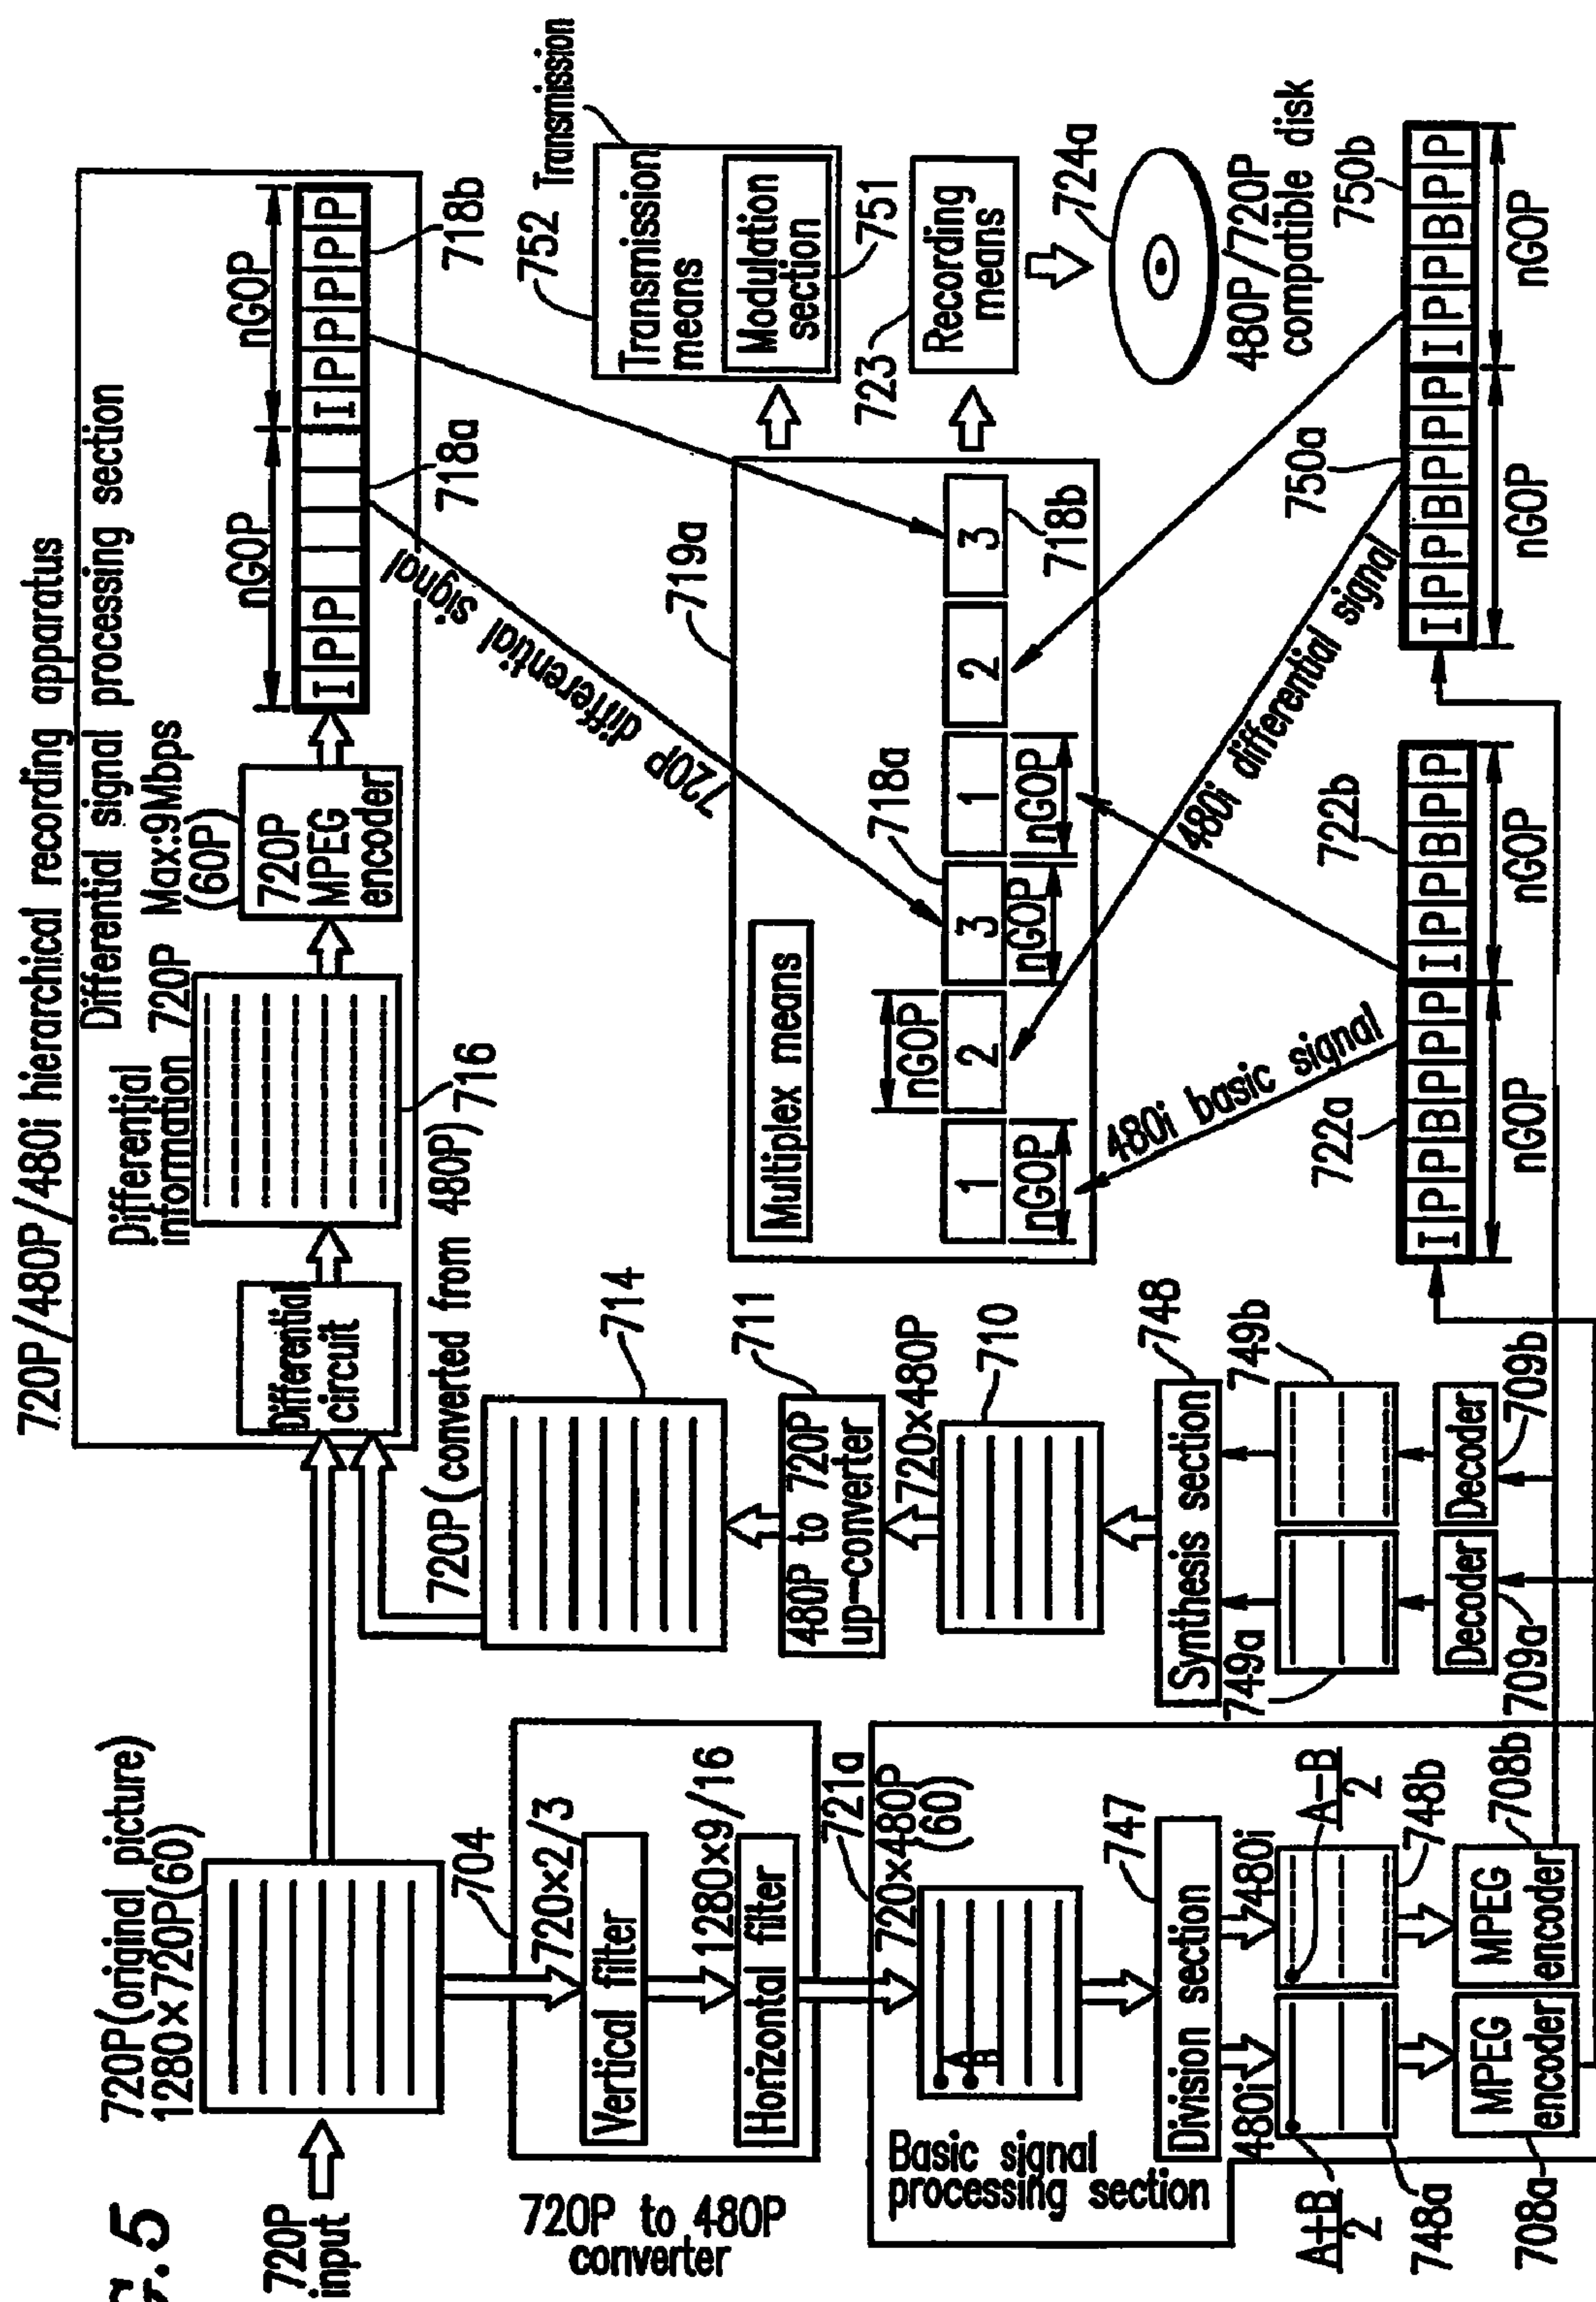 G. 5
720P/480P/480i hierarchical recording apparatus
Differential signal processing section
720P
input
720P(original picture)
1280×720P(60)
Differential
circuit
Differential
information
720P
716
Max:9Mbps
(60P)
720P
MPEG
encoder
nGOP
nGOP
I P P
I P P P P P
718a
718b
720P(converted from 480P)
714
711
480P to 720P
up-converter
720×480P
710
748
Synthesis section
749a
749b
Decoder
Decoder
709a
709b
704
720×2/3
Vertical filter
1280×9/16
Horizontal filter
720P to 480P
converter
721a
720×480P
(60)
A
B
Basic signal
processing section
747
Division section
480i
480i
A+B
2
A-B
2
748a
748b
MPEG
encoder
MPEG
encoder
708a
708b
720P differential signal
719a
Multiplex means
1
2
3
1
2
3
nGOP
nGOP
nGOP
nGOP
718a
718b
480i basic signal
480i differential signal
752
Transmission
Transmission
means
Modulation
section
751
723
Recording
means
724a
480P/720P
compatible disk
722a
722b
I P P B P P P
I P P B P P
nGOP
nGOP
750a
750b
I P P B P P P
I P P B P P
nGOP
nGOP